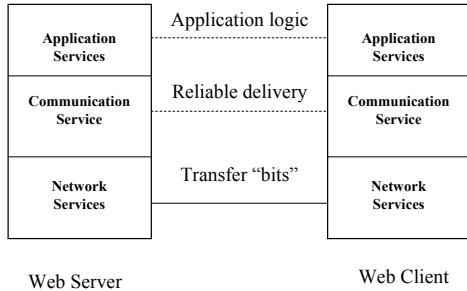 Application logic
Application
Services
Application
Services
Reliable delivery
Communication
Service
Communication
Service
Transfer “bits”
Network
Services
Network
Services
Web Server
Web Client